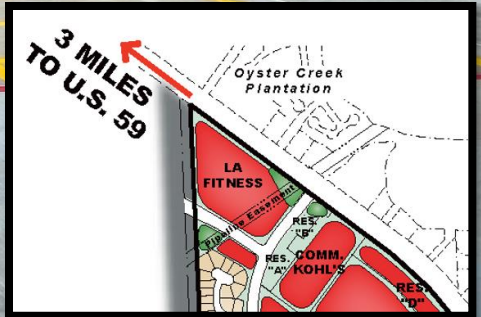 3 MILES
TO U.S. 59
Oyster Creek
Plantation
LA
FITNESS
Pipeline Easement
RES.
"B"
RES.
"A"
COMM.
KOHL'S
RES.
"D"